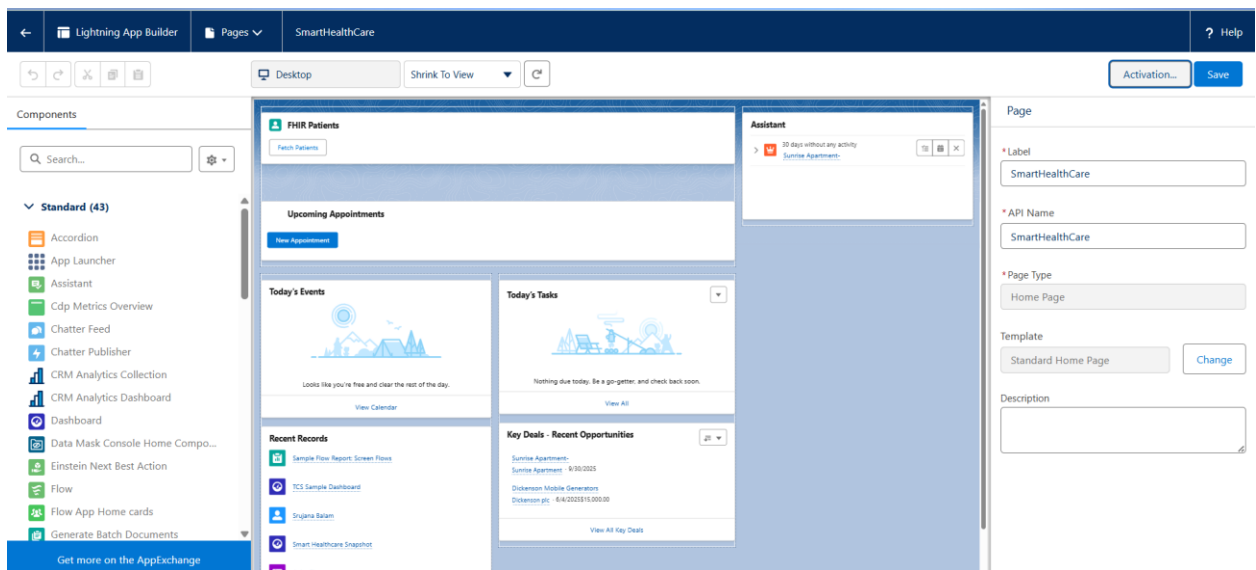 Lightning App Builder
Pages
SmartHealthCare
? Help
Desktop
Shrink To View
Activation...
Save
Components
Search...
Standard (43)
Accordion
App Launcher
Assistant
Cdp Metrics Overview
Chatter Feed
Chatter Publisher
CRM Analytics Collection
CRM Analytics Dashboard
Dashboard
Data Mask Console Home Compo...
Einstein Next Best Action
Flow
Flow App Home cards
Generate Batch Documents
Get more on the AppExchange
FHIR Patients
Fetch Patients
Upcoming Appointments
New Appointment
Assistant
30 days without any activity
Sunrise Apartment-
Today's Events
Looks like you're free and clear the rest of the day.
View Calendar
Today's Tasks
Nothing due today. Be a go-getter, and check back soon.
View All
Recent Records
Sample Flow Report: Screen Flows
TCS Sample Dashboard
Srujana Balam
Smart Healthcare Snapshot
Key Deals - Recent Opportunities
Sunrise Apartment-
Sunrise Apartment · 9/30/2025
Dickenson Mobile Generators
Dickenson plc · 6/4/2025$15,000.00
View All Key Deals
Page
*Label
SmartHealthCare
*API Name
SmartHealthCare
*Page Type
Home Page
Template
Standard Home Page
Change
Description